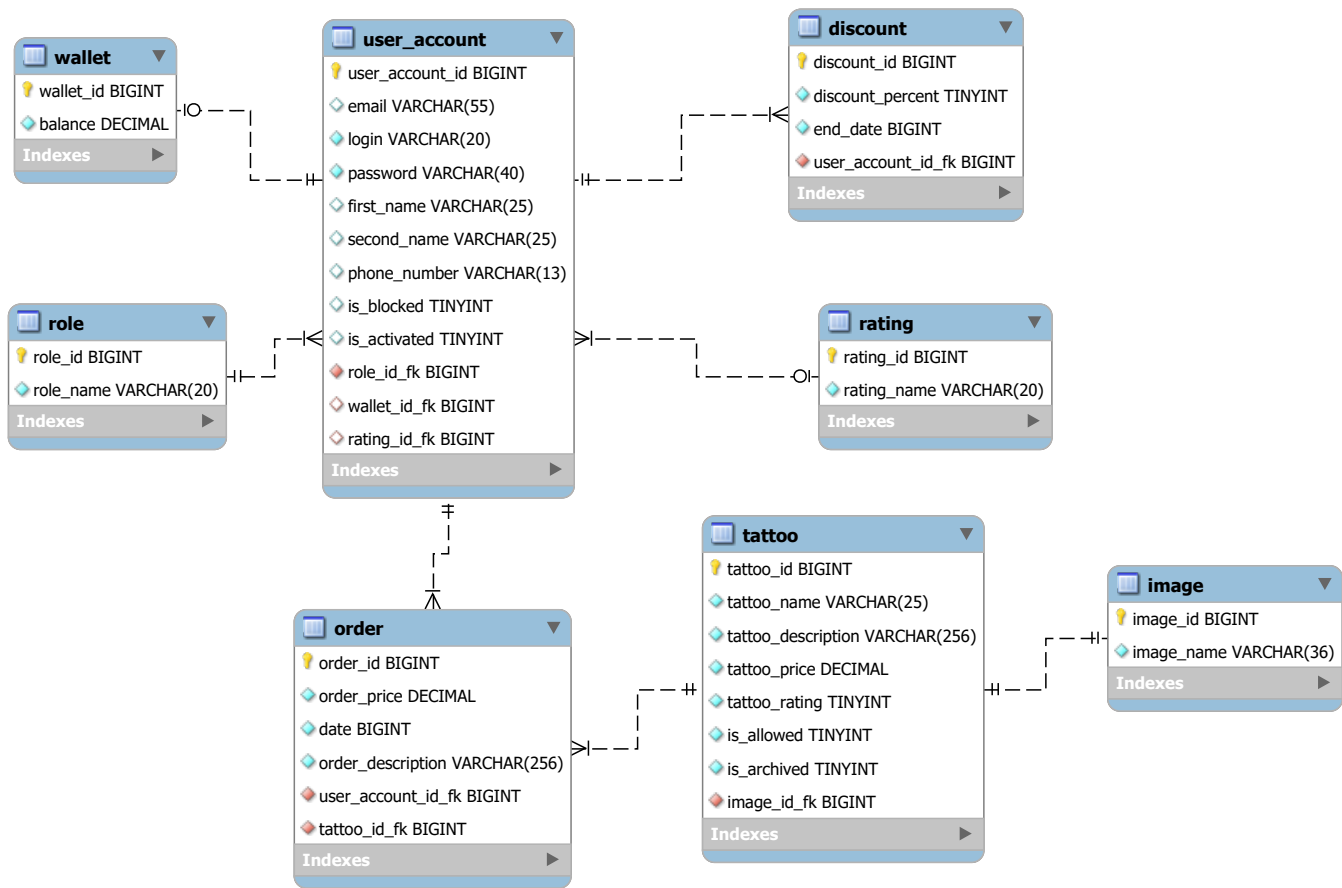 wallet
wallet_id BIGINT
balance DECIMAL
Indexes
user_account
user_account_id BIGINT
email VARCHAR(55)
login VARCHAR(20)
password VARCHAR(40)
first_name VARCHAR(25)
second_name VARCHAR(25)
phone_number VARCHAR(13)
is_blocked TINYINT
is_activated TINYINT
role_id_fk BIGINT
wallet_id_fk BIGINT
rating_id_fk BIGINT
Indexes
discount
discount_id BIGINT
discount_percent TINYINT
end_date BIGINT
user_account_id_fk BIGINT
Indexes
role
role_id BIGINT
role_name VARCHAR(20)
Indexes
rating
rating_id BIGINT
rating_name VARCHAR(20)
Indexes
order
order_id BIGINT
order_price DECIMAL
date BIGINT
order_description VARCHAR(256)
user_account_id_fk BIGINT
tattoo_id_fk BIGINT
Indexes
tattoo
tattoo_id BIGINT
tattoo_name VARCHAR(25)
tattoo_description VARCHAR(256)
tattoo_price DECIMAL
tattoo_rating TINYINT
is_allowed TINYINT
is_archived TINYINT
image_id_fk BIGINT
Indexes
image
image_id BIGINT
image_name VARCHAR(36)
Indexes